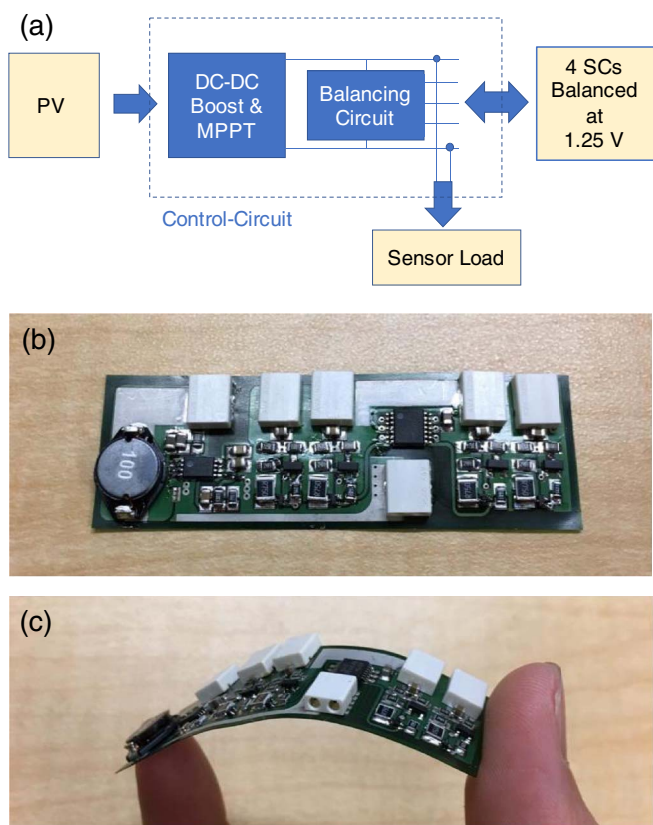 (a)
PV
DC-DC
Boost &
MPPT
Balancing
Circuit
4 SCs
Balanced
at
1.25 V
Control-Circuit
Sensor Load
(b)
100
(c)